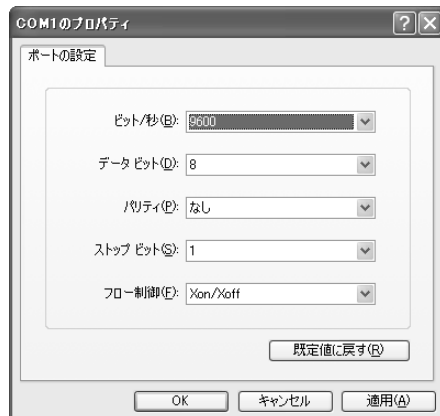 COM1のプロパティ
ポートの設定
ビット/秒(B): 9600
データ ビット(D): 8
パリティ(P): なし
ストップ ビット(S): 1
フロー制御(F): Xon/Xoff
既定値に戻す(R)
OK キャンセル 適用(A)